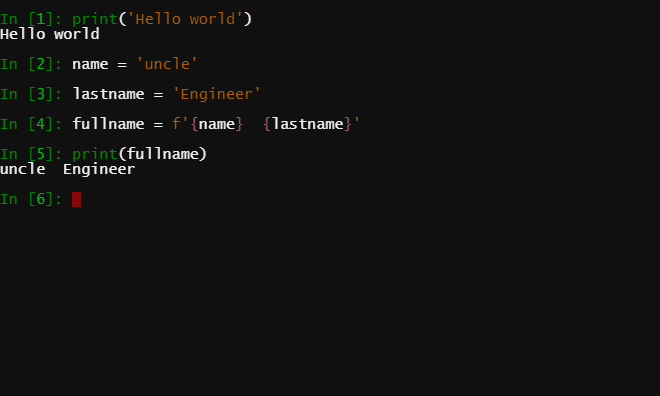 In [1]: print('Hello world')
Hello world
In [2]: name = 'uncle'
In [3]: lastname = 'Engineer'
In [4]: fullname = f'{name}  {lastname}'
In [5]: print(fullname)
uncle  Engineer
In [6]: